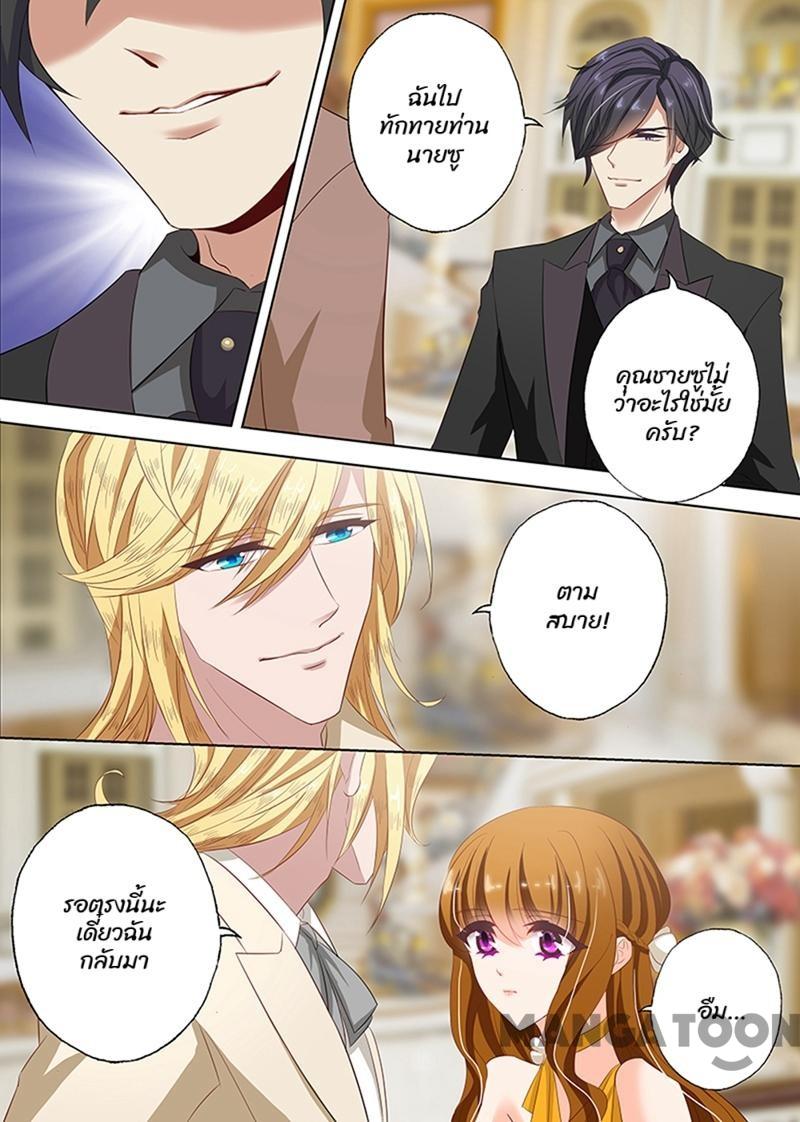 ฉันไป
ทักทายท่าน
นายซู
คุณชายซูไม่
ว่าอะไรใช่มั้ย
ครับ?
ตาม
สบาย!
รอตรงนี้นะ
เดี๋ยวฉัน
กลับมา
อืม...
MANGATOON